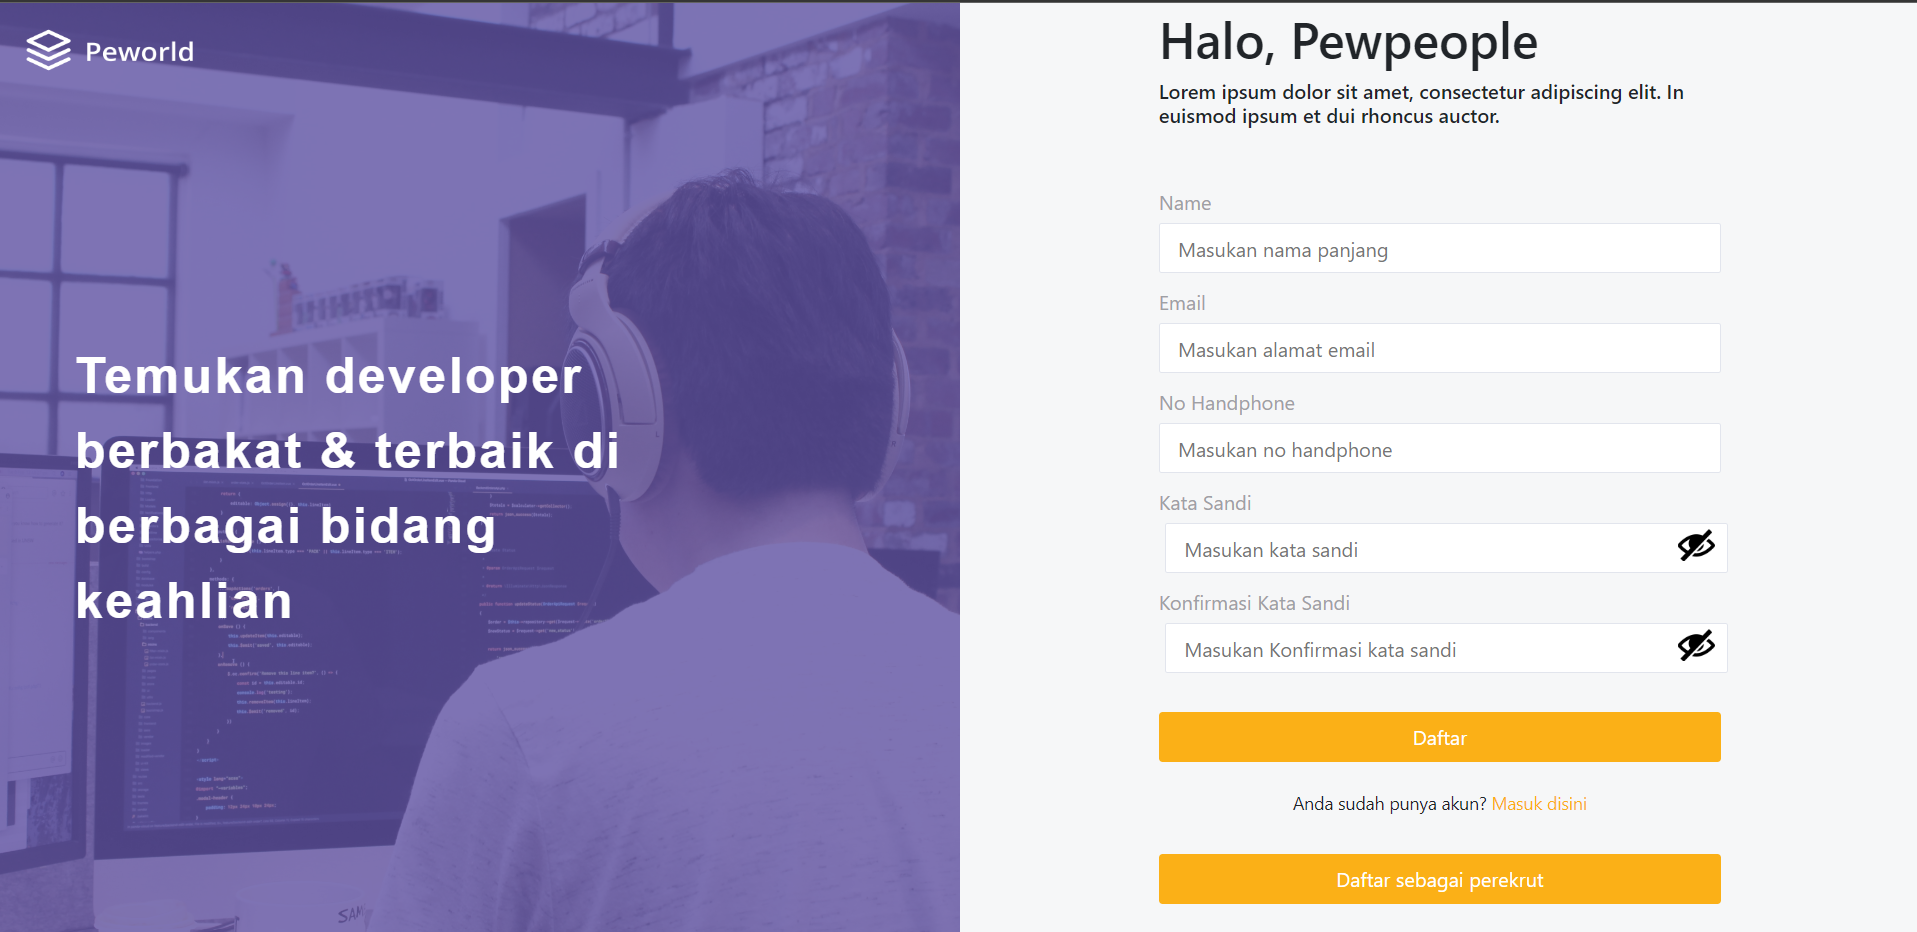 Peworld
Temukan developer
berbakat & terbaik di
berbagai bidang
keahlian
Halo, Pewpeople
Lorem ipsum dolor sit amet, consectetur adipiscing elit. In
euismod ipsum et dui rhoncus auctor.
Name
Masukan nama panjang
Email
Masukan alamat email
No Handphone
Masukan no handphone
Kata Sandi
Masukan kata sandi
Konfirmasi Kata Sandi
Masukan Konfirmasi kata sandi
Daftar
Anda sudah punya akun? Masuk disini
Daftar sebagai perekrut